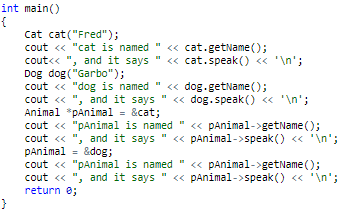 int main()
{
    Cat cat("Fred");
    cout << "cat is named " << cat.getName();
    cout<< ", and it says " << cat.speak() << '\n';
    Dog dog("Garbo");
    cout << "dog is named " << dog.getName();
    cout << ", and it says " << dog.speak() << '\n';
    Animal *pAnimal = &cat;
    cout << "pAnimal is named " << pAnimal->getName();
    cout << ", and it says " << pAnimal->speak() << '\n';
    pAnimal = &dog;
    cout << "pAnimal is named " << pAnimal->getName();
    cout << ", and it says " << pAnimal->speak() << '\n';
    return 0;
}